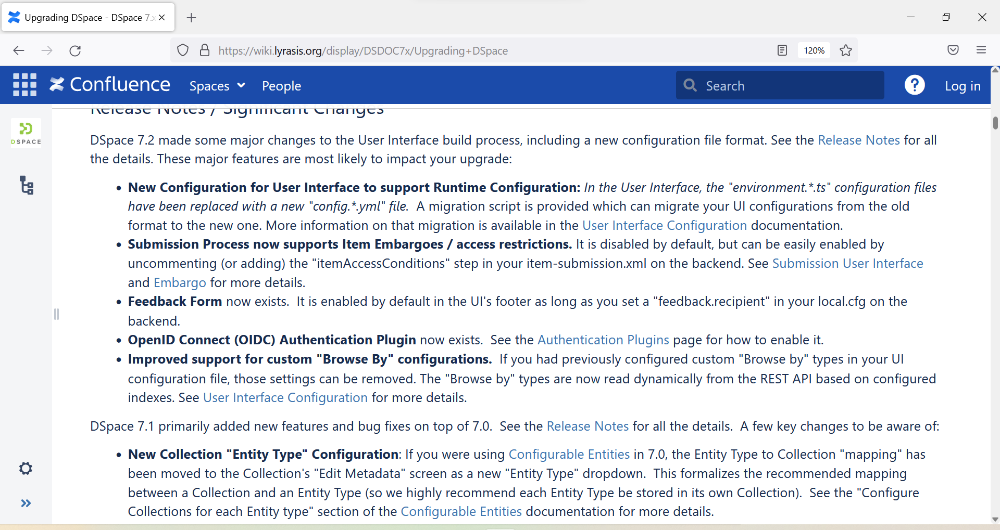 Upgrading DSpace - DSpace 7.x
https://wiki.lyrasis.org/display/DSDOC7x/Upgrading+DSpace
120%
Confluence
Spaces
People
Search
?
Log in
DSPACE
Release Notes / Significant Changes
DSpace 7.2 made some major changes to the User Interface build process, including a new configuration file format. See the Release Notes for all
the details. These major features are most likely to impact your upgrade:
• New Configuration for User Interface to support Runtime Configuration: In the User Interface, the "environment.*.ts" configuration files
have been replaced with a new "config.*.yml" file.  A migration script is provided which can migrate your UI configurations from the old
format to the new one. More information on that migration is available in the User Interface Configuration documentation.
• Submission Process now supports Item Embargoes / access restrictions. It is disabled by default, but can be easily enabled by
uncommenting (or adding) the "itemAccessConditions" step in your item-submission.xml on the backend. See Submission User Interface
and Embargo for more details.
• Feedback Form now exists.  It is enabled by default in the UI's footer as long as you set a "feedback.recipient" in your local.cfg on the
backend.
• OpenID Connect (OIDC) Authentication Plugin now exists.  See the Authentication Plugins page for how to enable it.
• Improved support for custom "Browse By" configurations.  If you had previously configured custom "Browse by" types in your UI
configuration file, those settings can be removed. The "Browse by" types are now read dynamically from the REST API based on configured
indexes. See User Interface Configuration for more details.
DSpace 7.1 primarily added new features and bug fixes on top of 7.0.  See the Release Notes for all the details.  A few key changes to be aware of:
• New Collection "Entity Type" Configuration: If you were using Configurable Entities in 7.0, the Entity Type to Collection "mapping" has
been moved to the Collection's "Edit Metadata" screen as a new "Entity Type" dropdown.  This formalizes the recommended mapping
between a Collection and an Entity Type (so we highly recommend each Entity Type be stored in its own Collection).  See the "Configure
Collections for each Entity type" section of the Configurable Entities documentation for more details.